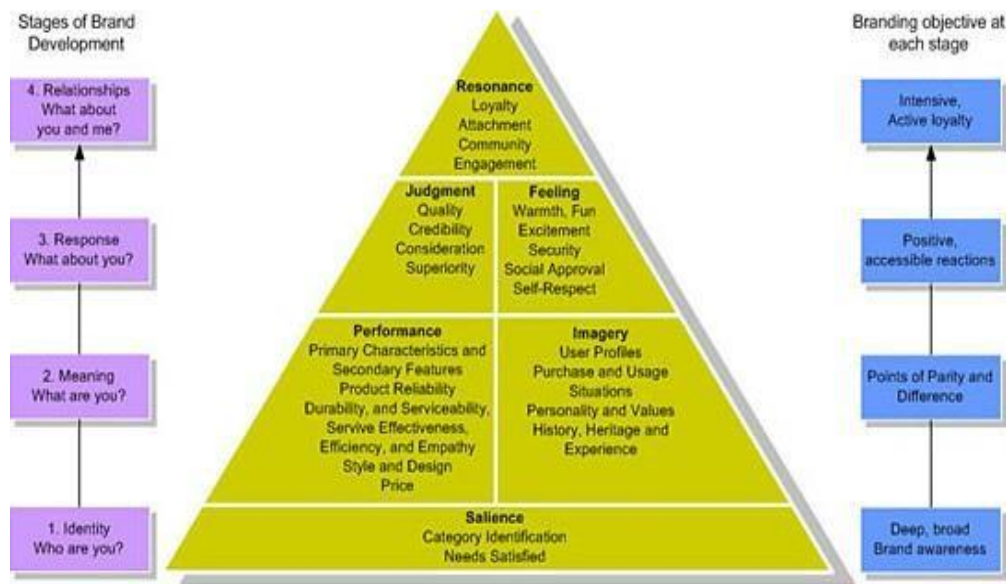 Stages of Brand
Development
4. Relationships
What about
you and me?
3. Response
What about you?
2. Meaning
What are you?
1. Identity
Who are you?
Resonance
Loyalty
Attachment
Community
Engagement
Judgment
Quality
Credibility
Consideration
Superiority
Feeling
Warmth, Fun
Excitement
Security
Social Approval
Self-Respect
Performance
Primary Characteristics and
Secondary Features
Product Reliability
Durability, and Serviceability,
Servive Effectiveness,
Efficiency, and Empathy
Style and Design
Price
Imagery
User Profiles
Purchase and Usage
Situations
Personality and Values
History, Heritage and
Experience
Salience
Category Identification
Needs Satisfied
Branding objective at
each stage
Intensive,
Active loyalty
Positive,
accessible reactions
Points of Parity and
Difference
Deep, broad
Brand awareness